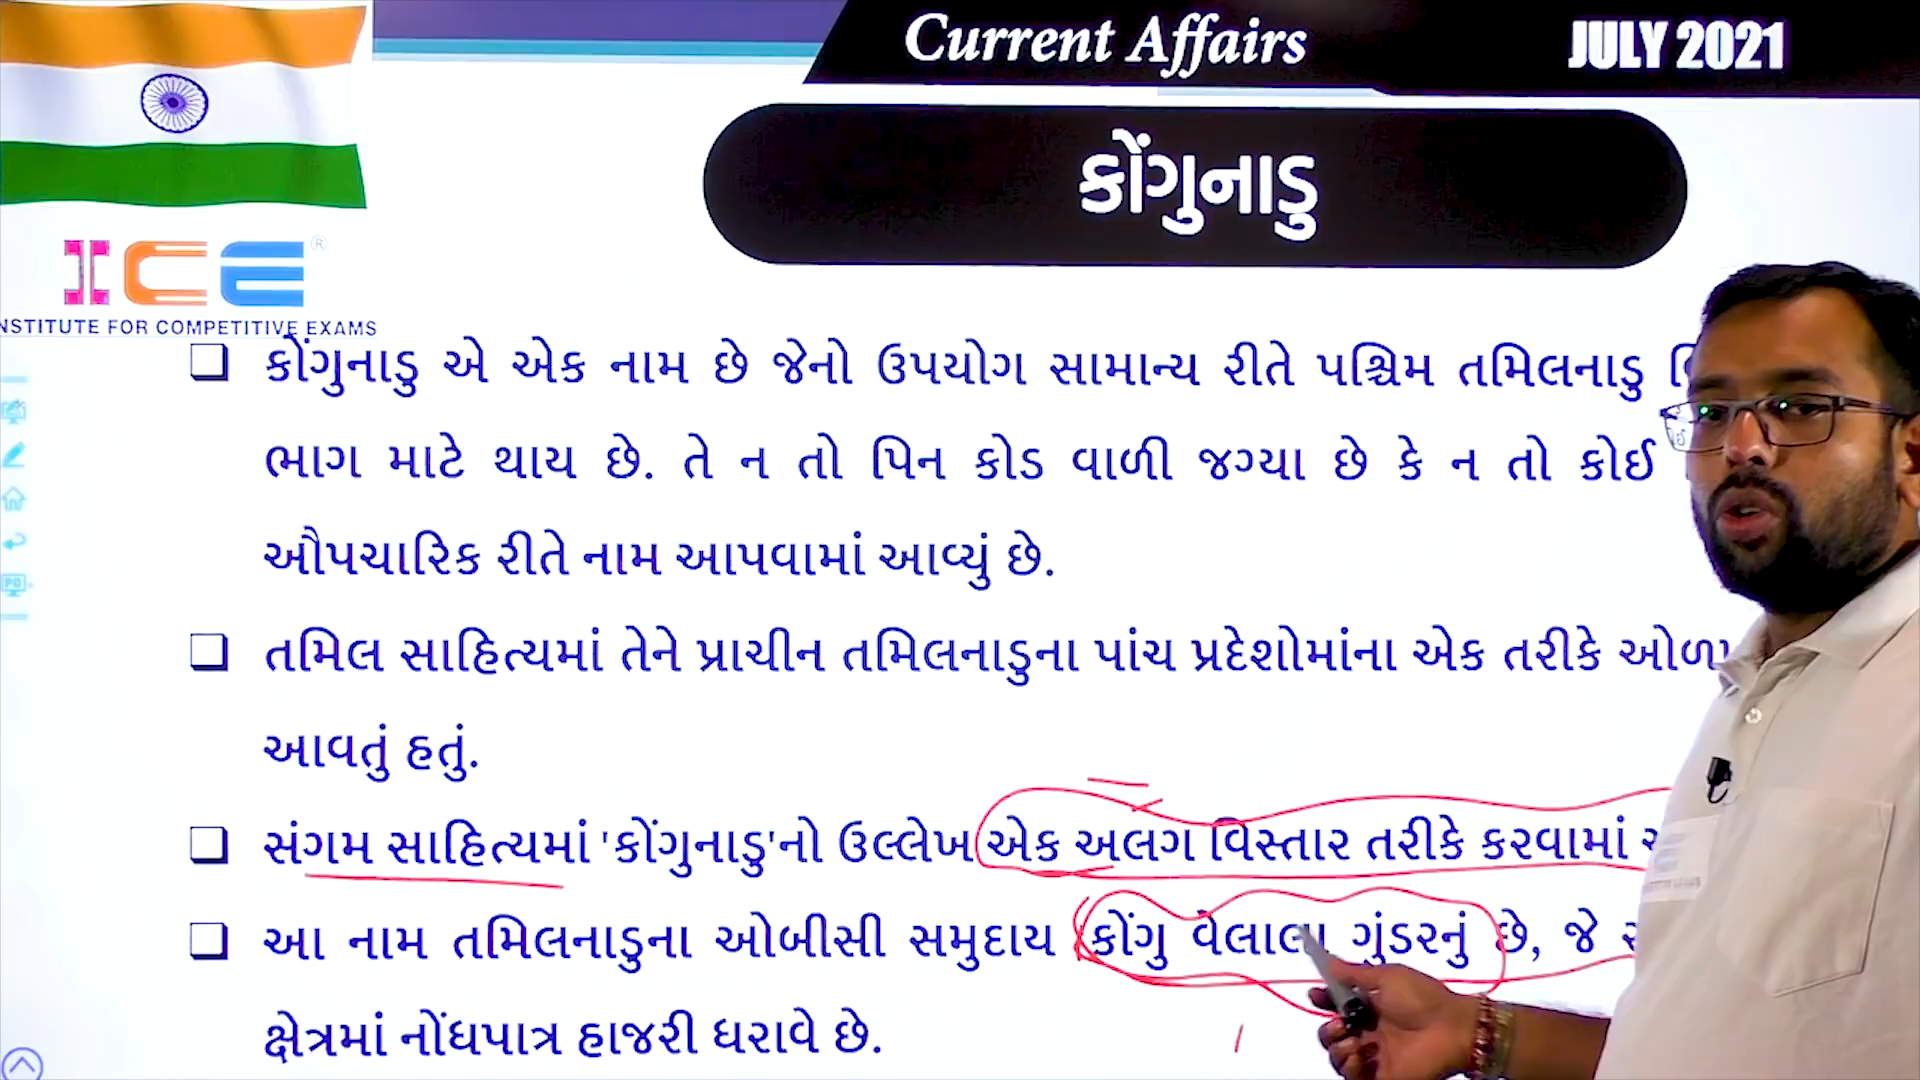 Current Affairs
JULY 2021
કોંગુનાડુ
ICE®
NSTITUTE FOR COMPETITIVE EXAMS
કોંગુનાડુ એ એક નામ છે જેનો ઉપયોગ સામાન્ય રીતે પશ્ચિમ તમિલનાડુ
ભાગ માટે થાય છે. તે ન તો પિન કોડ વાળી જગ્યા છે કે ન તો કોઈ
ઔપચારિક રીતે નામ આપવામાં આવ્યું છે.
તમિલ સાહિત્યમાં તેને પ્રાચીન તમિલનાડુના પાંચ પ્રદેશોમાંના એક તરીકે
આવતું હતું.
સંગમ સાહિત્યમાં 'કોંગુનાડુ'નો ઉલ્લેખ એક અલગ વિસ્તાર તરીકે કરવામાં
આ નામ તમિલનાડુના ઓબીસી સમુદાય કોંગુ વેલાલા ગુંડરનું છે, જે
ક્ષેત્રમાં નોંધપાત્ર હાજરી ધરાવે છે.